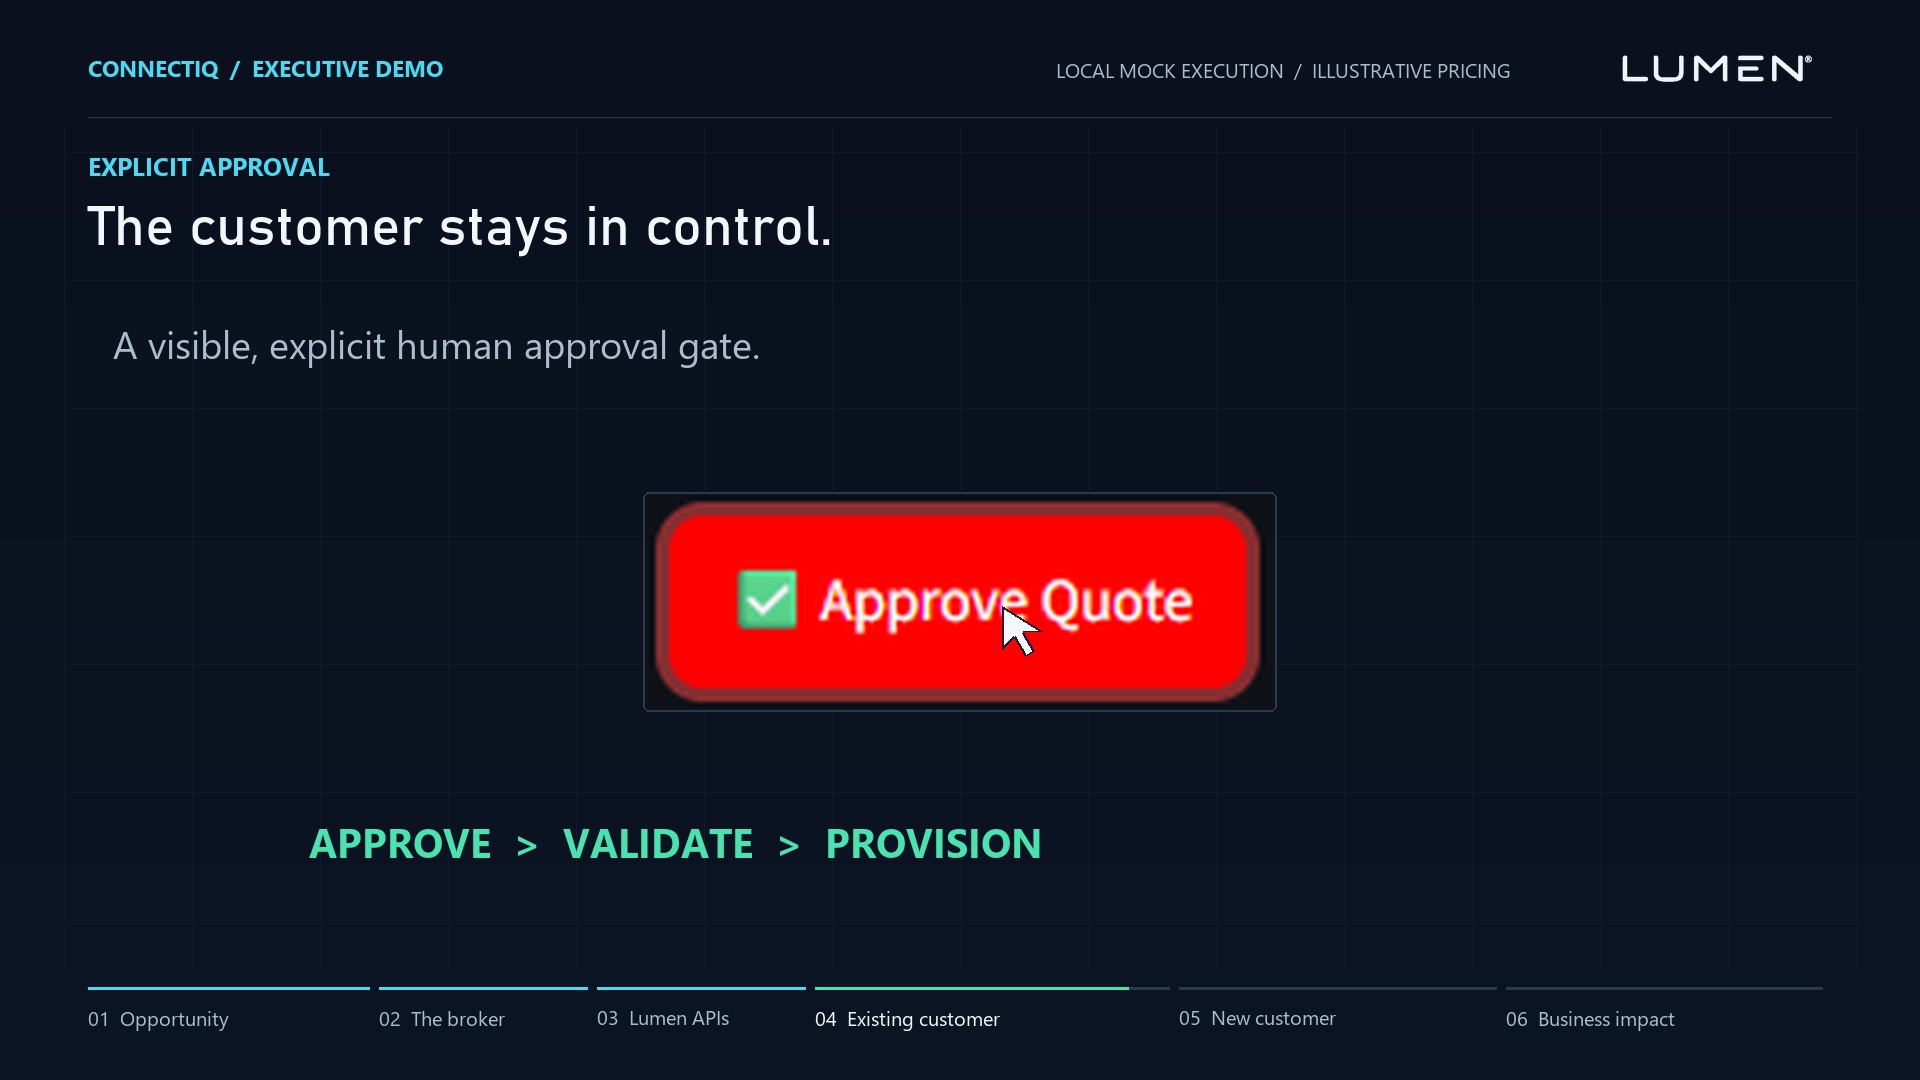 CONNECTIQ / EXECUTIVE DEMO
LOCAL MOCK EXECUTION / ILLUSTRATIVE PRICING
LUMEN®
EXPLICIT APPROVAL
The customer stays in control.
A visible, explicit human approval gate.
✅ Approve Quote
APPROVE > VALIDATE > PROVISION
01 Opportunity
02 The broker
03 Lumen APIs
04 Existing customer
05 New customer
06 Business impact